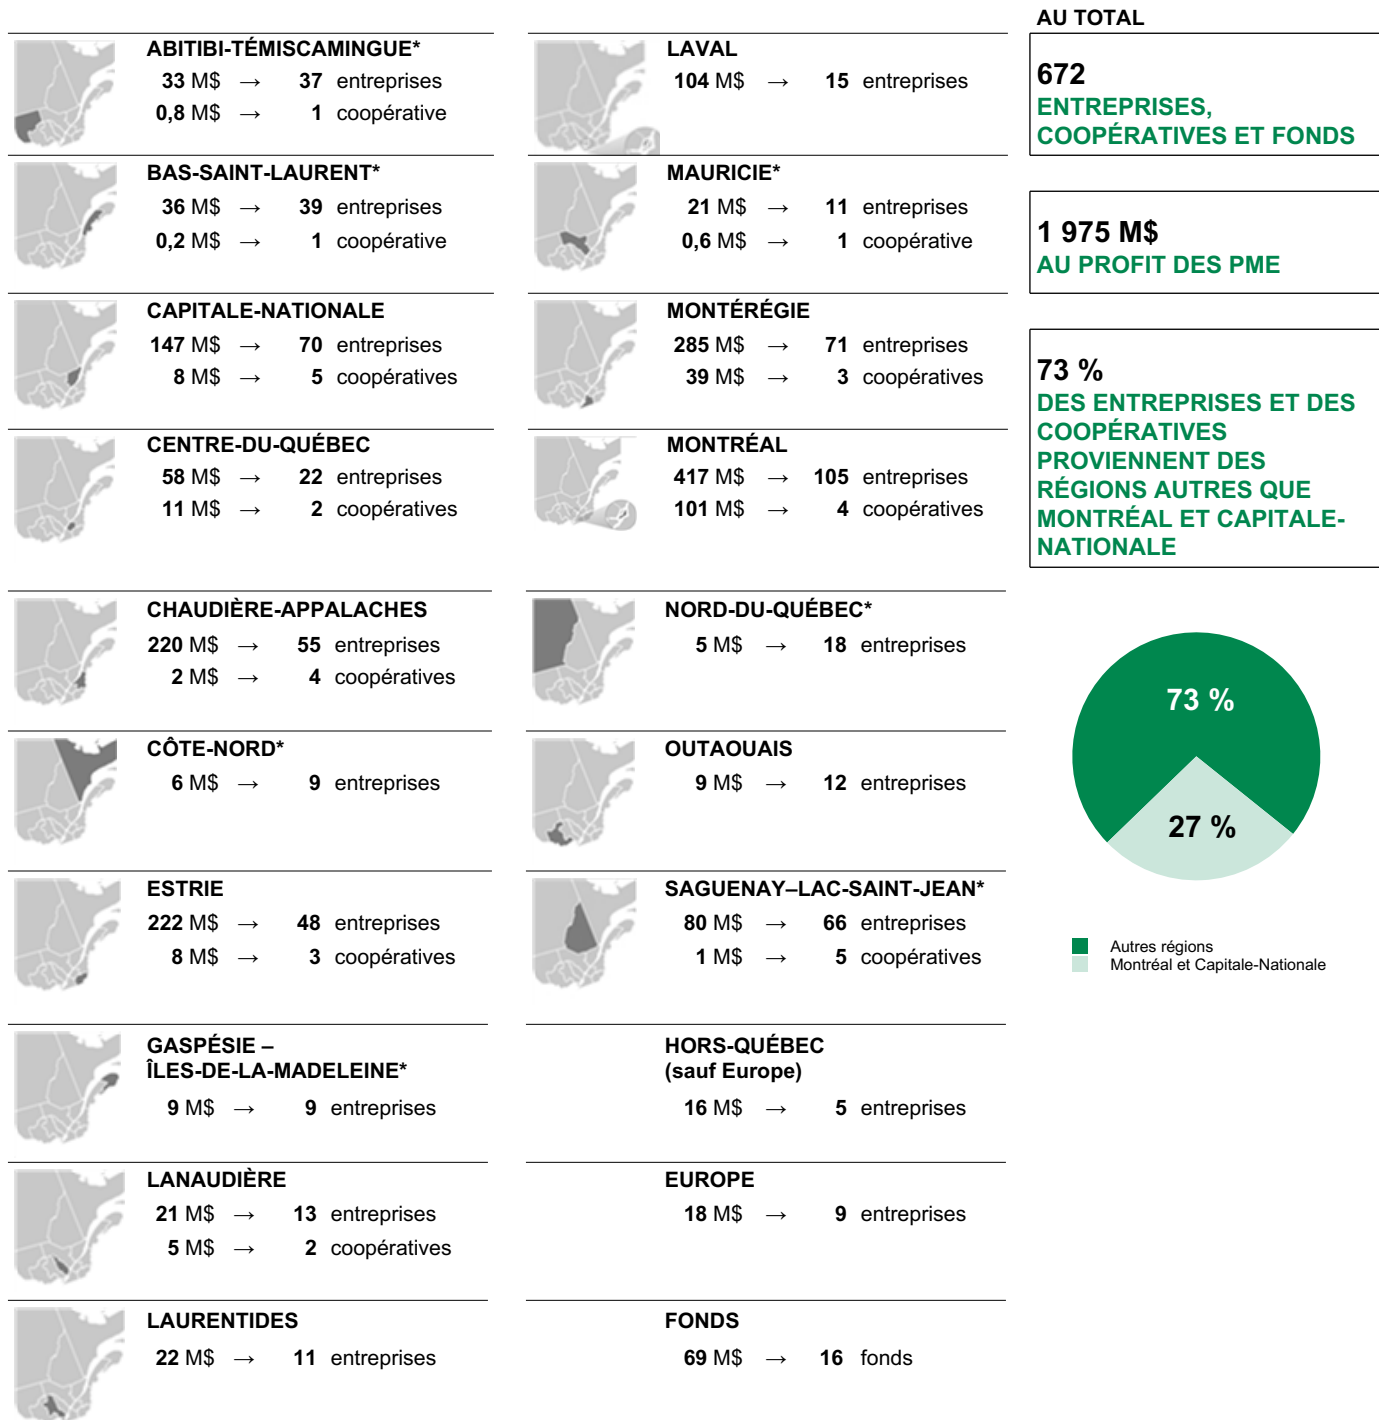 ABITIBI-TÉMISCAMINGUE*
33 M$ → 37 entreprises
0,8 M$ → 1 coopérative
BAS-SAINT-LAURENT*
36 M$ → 39 entreprises
0,2 M$ → 1 coopérative
CAPITALE-NATIONALE
147 M$ → 70 entreprises
8 M$ → 5 coopératives
CENTRE-DU-QUÉBEC
58 M$ → 22 entreprises
11 M$ → 2 coopératives
CHAUDIÈRE-APPALACHES
220 M$ → 55 entreprises
2 M$ → 4 coopératives
CÔTE-NORD*
6 M$ → 9 entreprises
ESTRIE
222 M$ → 48 entreprises
8 M$ → 3 coopératives
GASPÉSIE –
ÎLES-DE-LA-MADELEINE*
9 M$ → 9 entreprises
LANAUDIÈRE
21 M$ → 13 entreprises
5 M$ → 2 coopératives
LAURENTIDES
22 M$ → 11 entreprises
LAVAL
104 M$ → 15 entreprises
MAURICIE*
21 M$ → 11 entreprises
0,6 M$ → 1 coopérative
MONTÉRÉGIE
285 M$ → 71 entreprises
39 M$ → 3 coopératives
MONTRÉAL
417 M$ → 105 entreprises
101 M$ → 4 coopératives
NORD-DU-QUÉBEC*
5 M$ → 18 entreprises
OUTAOUAIS
9 M$ → 12 entreprises
SAGUENAY–LAC-SAINT-JEAN*
80 M$ → 66 entreprises
1 M$ → 5 coopératives
HORS-QUÉBEC
(sauf Europe)
16 M$ → 5 entreprises
EUROPE
18 M$ → 9 entreprises
FONDS
69 M$ → 16 fonds
AU TOTAL
672
ENTREPRISES,
COOPÉRATIVES ET FONDS
1 975 M$
AU PROFIT DES PME
73 %
DES ENTREPRISES ET DES
COOPÉRATIVES
PROVIENNENT DES
RÉGIONS AUTRES QUE
MONTRÉAL ET CAPITALE-
NATIONALE
73 %
27 %
Autres régions
Montréal et Capitale-Nationale